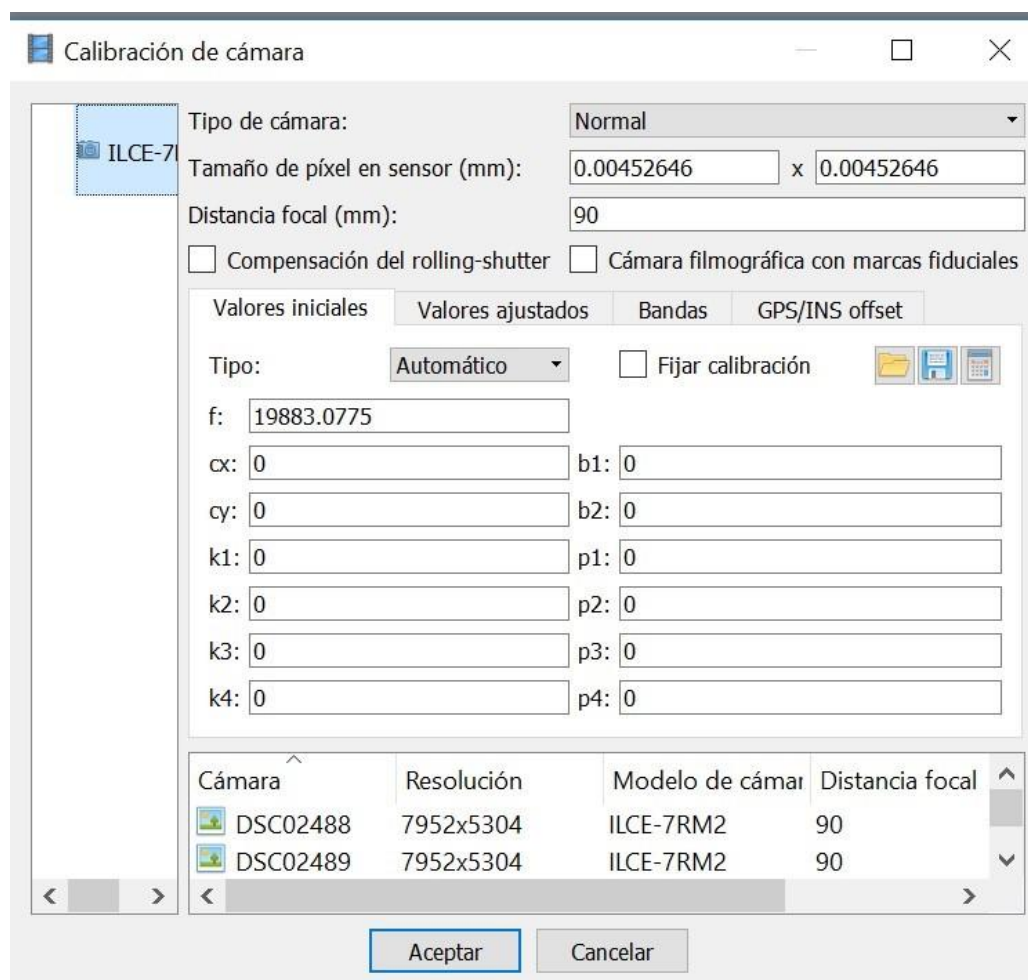 Calibración de cámara
ILCE-7
Tipo de cámara: Normal
Tamaño de píxel en sensor (mm): 0.00452646 x 0.00452646
Distancia focal (mm): 90
Compensación del rolling-shutter Cámara filmográfica con marcas fiduciales
Valores iniciales Valores ajustados Bandas GPS/INS offset
Tipo: Automático Fijar calibración
f: 19883.0775
cx: 0 b1: 0
cy: 0 b2: 0
k1: 0 p1: 0
k2: 0 p2: 0
k3: 0 p3: 0
k4: 0 p4: 0
Cámara Resolución Modelo de cámar Distancia focal
DSC02488 7952x5304 ILCE-7RM2 90
DSC02489 7952x5304 ILCE-7RM2 90
Aceptar Cancelar